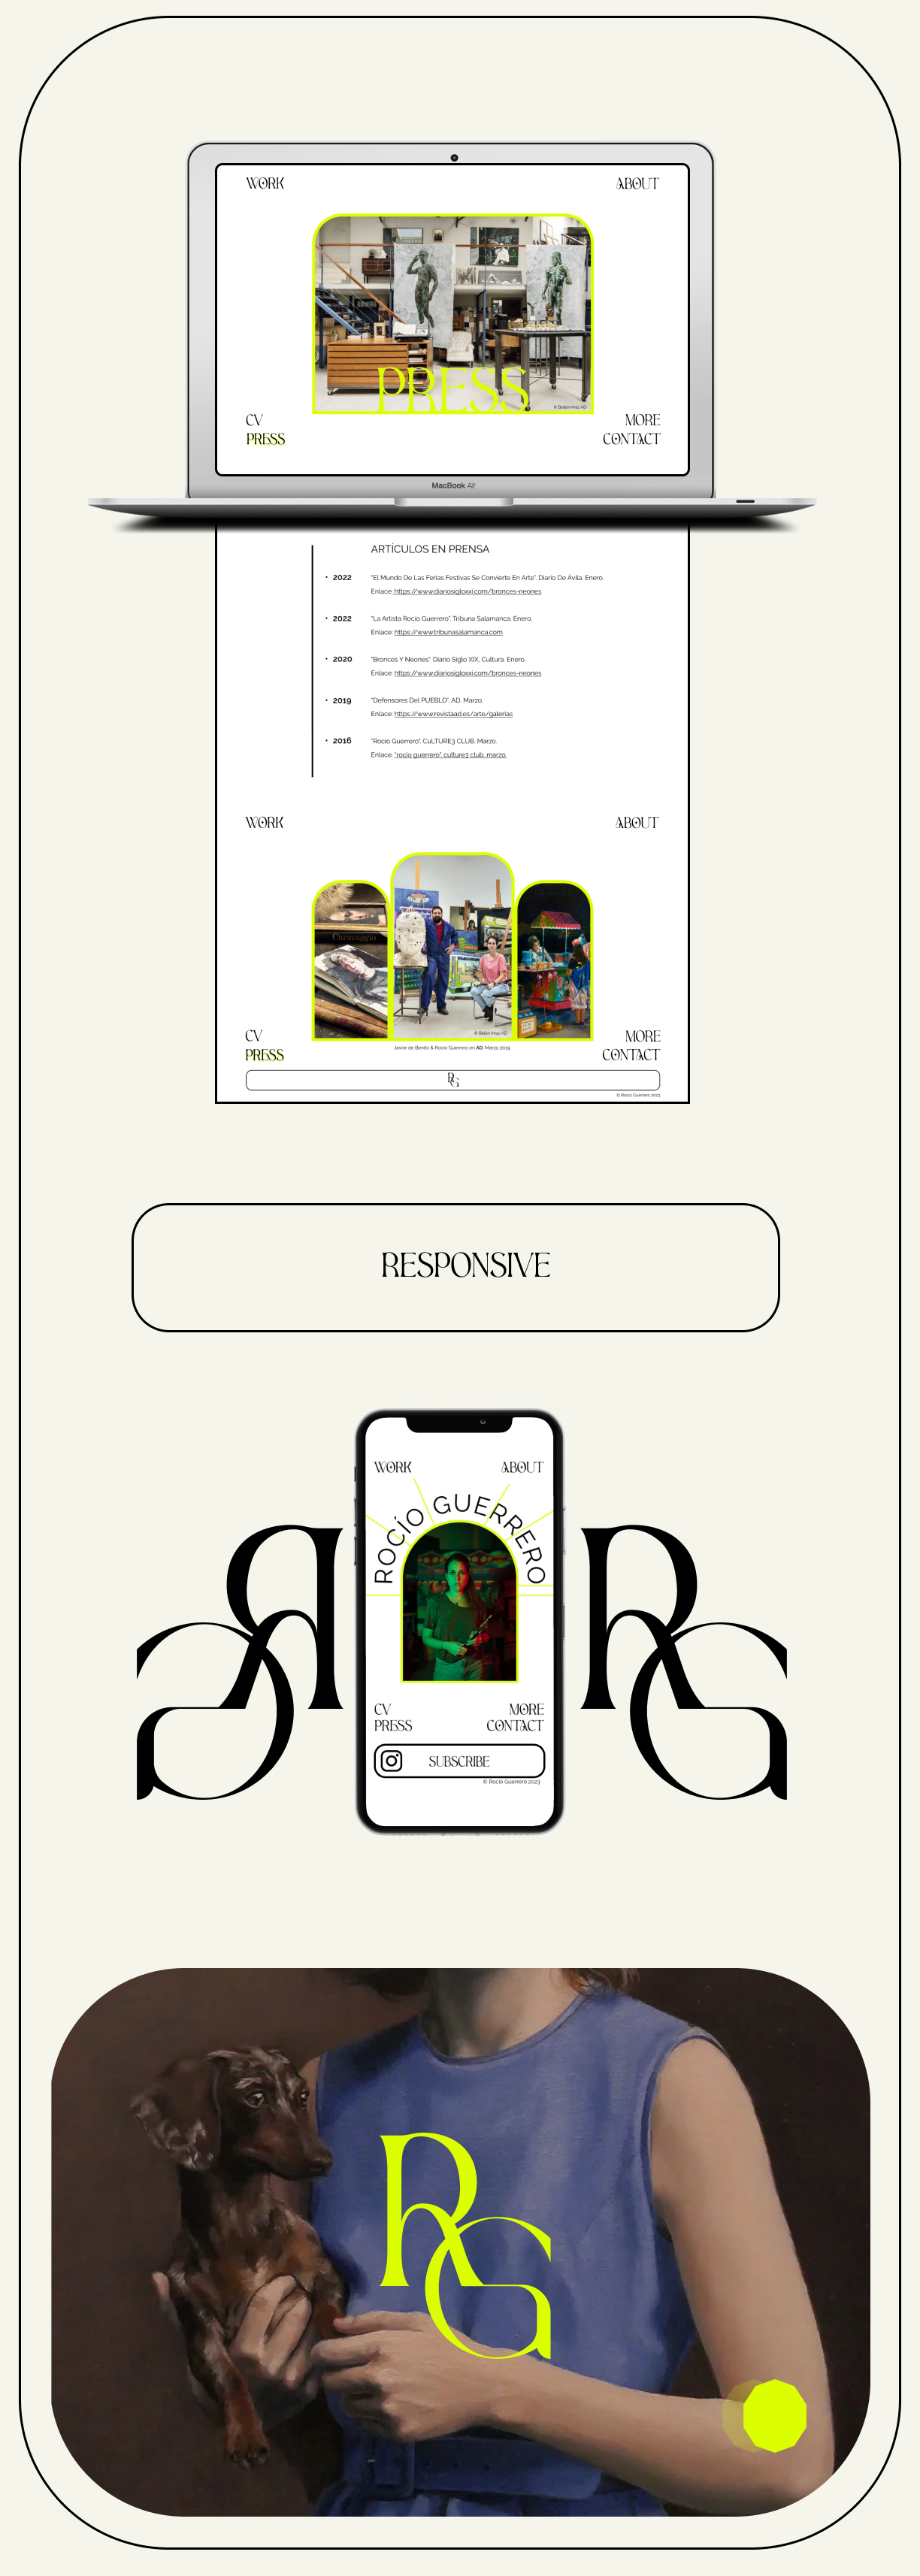 WORK
ABOUT
PRESS
© Belén Imaz AD
CV
MORE
PRESS
CONTACT
MacBook Air
ARTÍCULOS EN PRENSA
• 2022 "El Mundo De Las Ferias Festivas Se Convierte En Arte". Diario De Ávila. Enero.
Enlace: https://www.diariosigloxxi.com/bronces-neones
• 2022 "La Artista Rocío Guerrero". Tribuna Salamanca. Enero.
Enlace: https://www.tribunasalamanca.com
• 2020 "Bronces Y Neones". Diario Siglo XIX, Cultura. Enero.
Enlace: https://www.diariosigloxxi.com/bronces-neones
• 2019 "Defensores Del PUEBLO". AD. Marzo.
Enlace: https://www.revistaad.es/arte/galerias
• 2016 "Rocío Guerrero". CuLTURE3 CLUB. Marzo.
Enlace: "rocío guerrero". culture3 club. marzo.
WORK
ABOUT
Caravaggio
© Belén Imaz AD
CV
MORE
PRESS
CONTACT
Javier de Benito & Rocío Guerrero en AD. Marzo 2019.
RG
© Rocío Guerrero 2023
RESPONSIVE
WORK
ABOUT
ROCÍO GUERRERO
CV
MORE
PRESS
CONTACT
SUBSCRIBE
© Rocío Guerrero 2023
RG
RG
RG